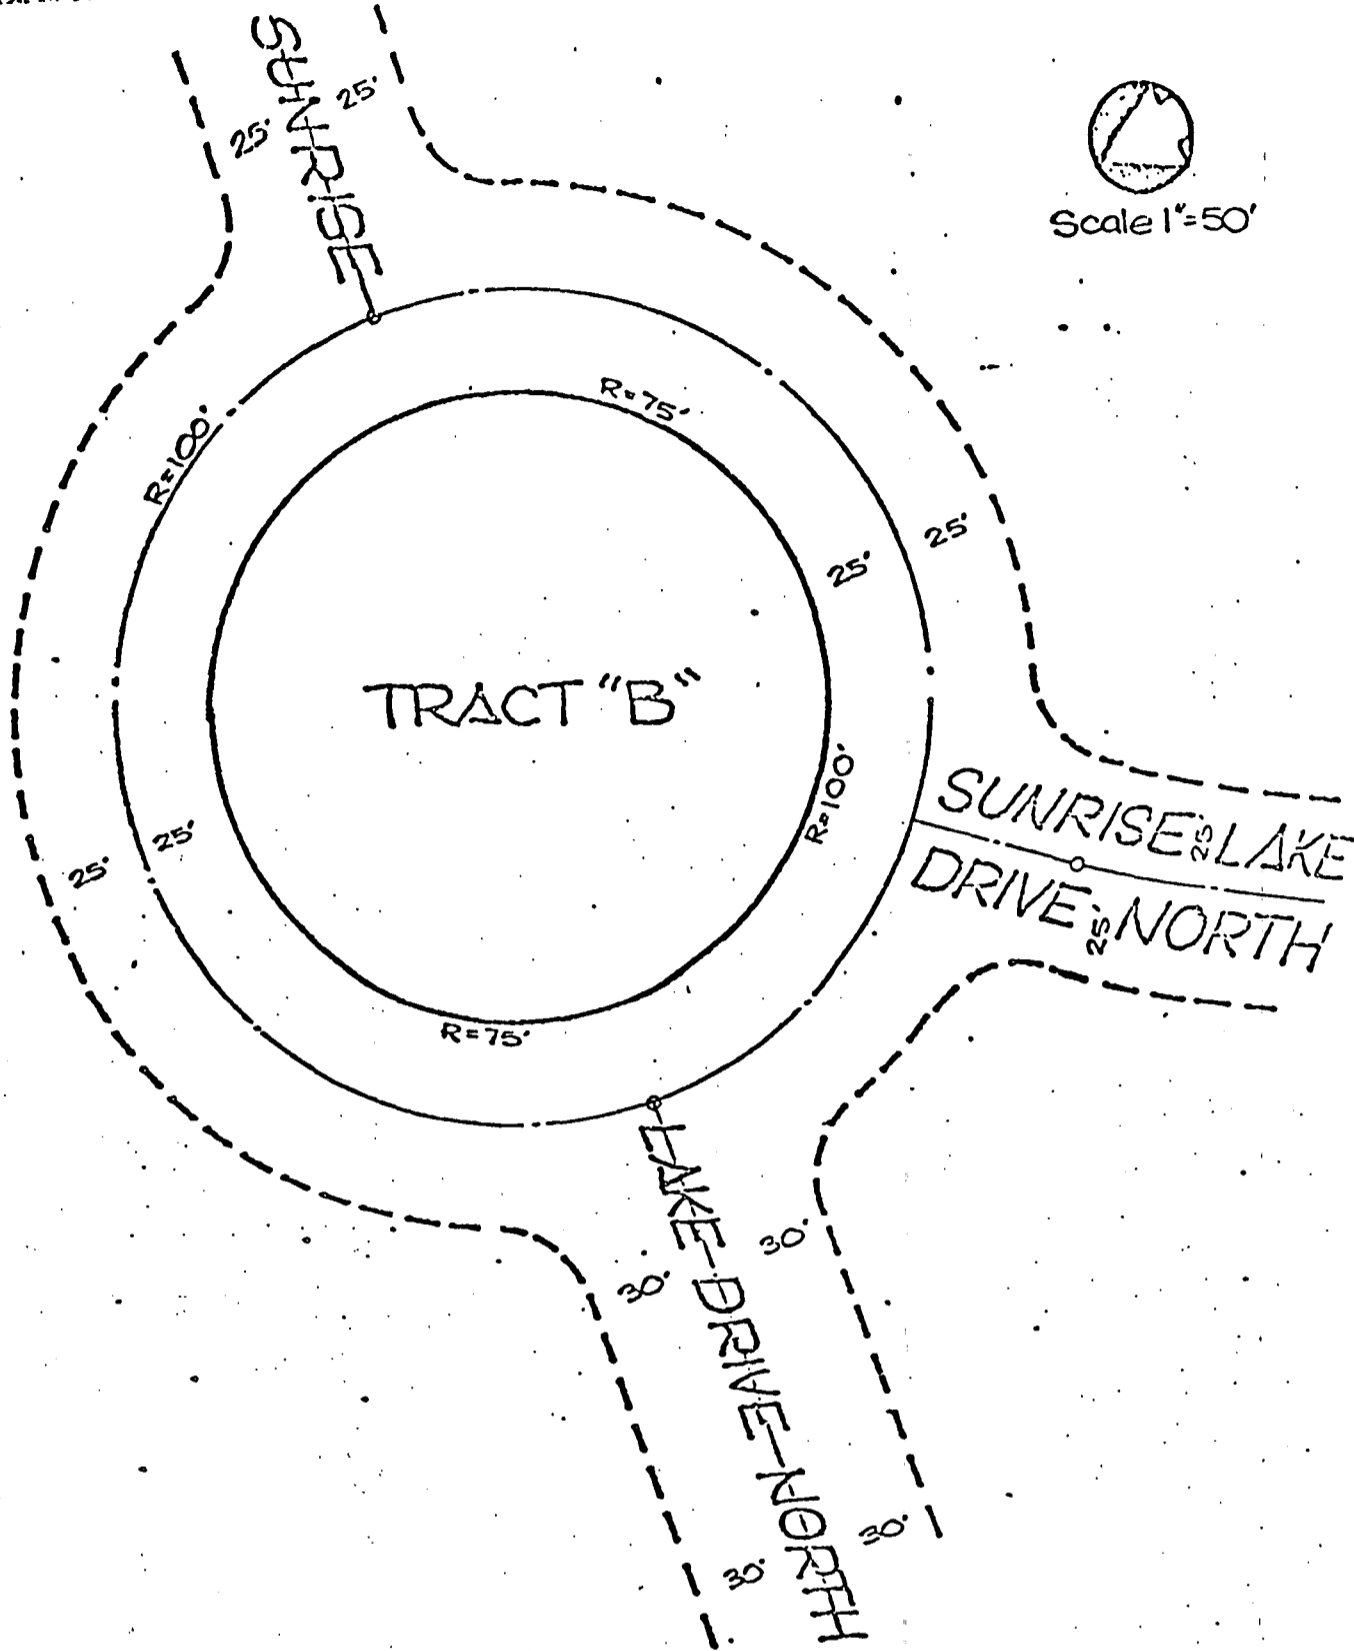 SUNRISE
25'
25'
Scale 1"=50'
R=75'
R=100'
25'
25'
TRACT "B"
R=100'
SUNRISE LAKE
25'
DRIVE NORTH
25'
25'
25'
R=75'
LAKE DRIVE NORTH
30'
30'
30'
30'